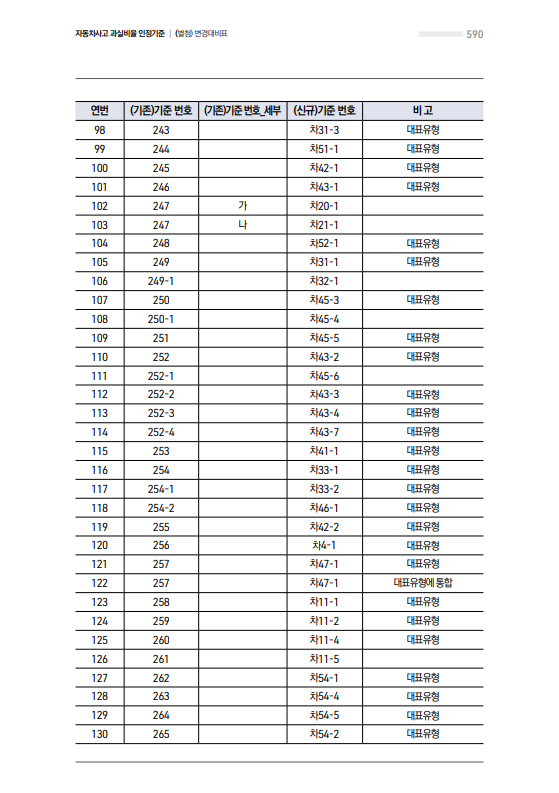 자동차사고 과실비율 인정기준 | (별첨) 변경대비표 590
연번 (기존)기준 번호 (기존)기준 번호_세부 (신규)기준 번호 비 고
98 243 차31-3 대표유형
99 244 차51-1 대표유형
100 245 차42-1 대표유형
101 246 차43-1 대표유형
102 247 가 차20-1
103 247 나 차21-1
104 248 차52-1 대표유형
105 249 차31-1 대표유형
106 249-1 차32-1
107 250 차45-3 대표유형
108 250-1 차45-4
109 251 차45-5 대표유형
110 252 차43-2 대표유형
111 252-1 차45-6
112 252-2 차43-3 대표유형
113 252-3 차43-4 대표유형
114 252-4 차43-7 대표유형
115 253 차41-1 대표유형
116 254 차33-1 대표유형
117 254-1 차33-2 대표유형
118 254-2 차46-1 대표유형
119 255 차42-2 대표유형
120 256 차4-1 대표유형
121 257 차47-1 대표유형
122 257 차47-1 대표유형에 통합
123 258 차11-1 대표유형
124 259 차11-2 대표유형
125 260 차11-4 대표유형
126 261 차11-5
127 262 차54-1 대표유형
128 263 차54-4 대표유형
129 264 차54-5 대표유형
130 265 차54-2 대표유형